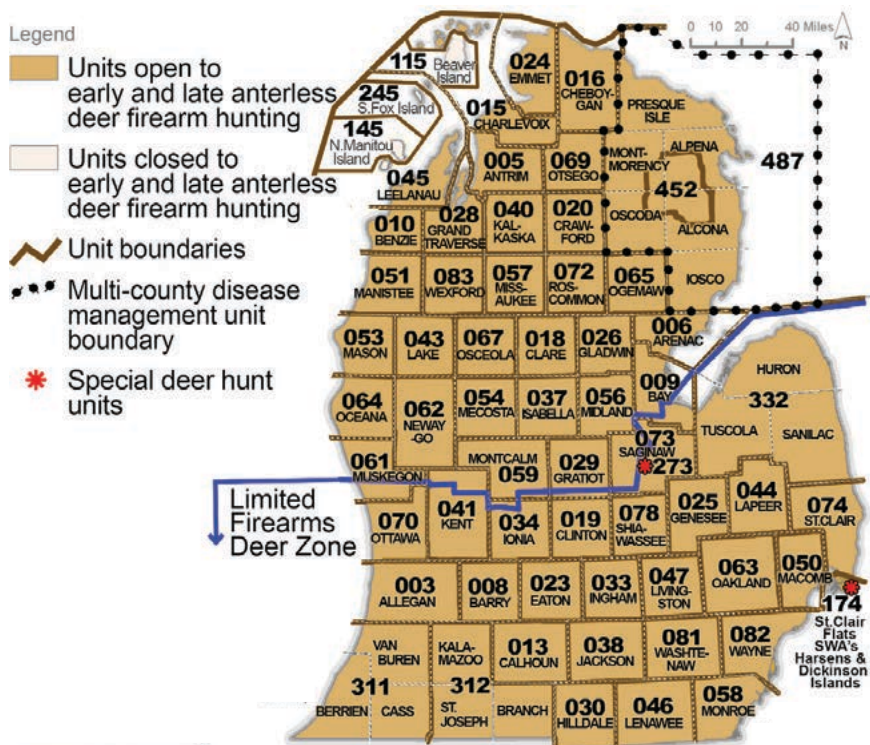 Legend
Units open to
early and late anterless
deer firearm hunting
Units closed to
early and late anterless
deer firearm hunting
Unit boundaries
Multi-county disease
management unit
boundary
Special deer hunt
units
0 10 20 40 Miles
N
115
Beaver
Island
245
S.Fox Island
145
N.Manitou
Island
024
EMMET
016
CHEBOY-
GAN
015
CHARLEVOIX
PRESQUE
ISLE
045
LEELANAU
005
ANTRIM
069
OTSEGO
MONT-
MORENCY
ALPENA
487
452
OSCODA
ALCONA
010
BENZIE
028
GRAND
TRAVERSE
040
KAL-
KASKA
020
CRAW-
FORD
051
MANISTEE
083
WEXFORD
057
MISS-
AUKEE
072
ROS-
COMMON
065
OGEMAW
IOSCO
053
MASON
043
LAKE
067
OSCEOLA
018
CLARE
026
GLADWIN
006
ARENAC
064
OCEANA
062
NEWAY-
GO
054
MECOSTA
037
ISABELLA
056
MIDLAND
009
BAY
HURON
332
TUSCOLA
SANILAC
061
MUSKEGON
MONTCALM
059
029
GRATIOT
073
SAGINAW
273
Limited
Firearms
Deer Zone
070
OTTAWA
041
KENT
034
IONIA
019
CLINTON
078
SHIA-
WASSEE
025
GENESEE
044
LAPEER
074
ST.CLAIR
003
ALLEGAN
008
BARRY
023
EATON
033
INGHAM
047
LIVING-
STON
063
OAKLAND
050
MACOMB
174
St.Clair
Flats
SWA's
Harsens &
Dickinson
Islands
VAN
BUREN
KALA-
MAZOO
013
CALHOUN
038
JACKSON
081
WASHTE-
NAW
082
WAYNE
311
BERRIEN
CASS
312
ST.
JOSEPH
BRANCH
030
HILLDALE
046
LENAWEE
058
MONROE